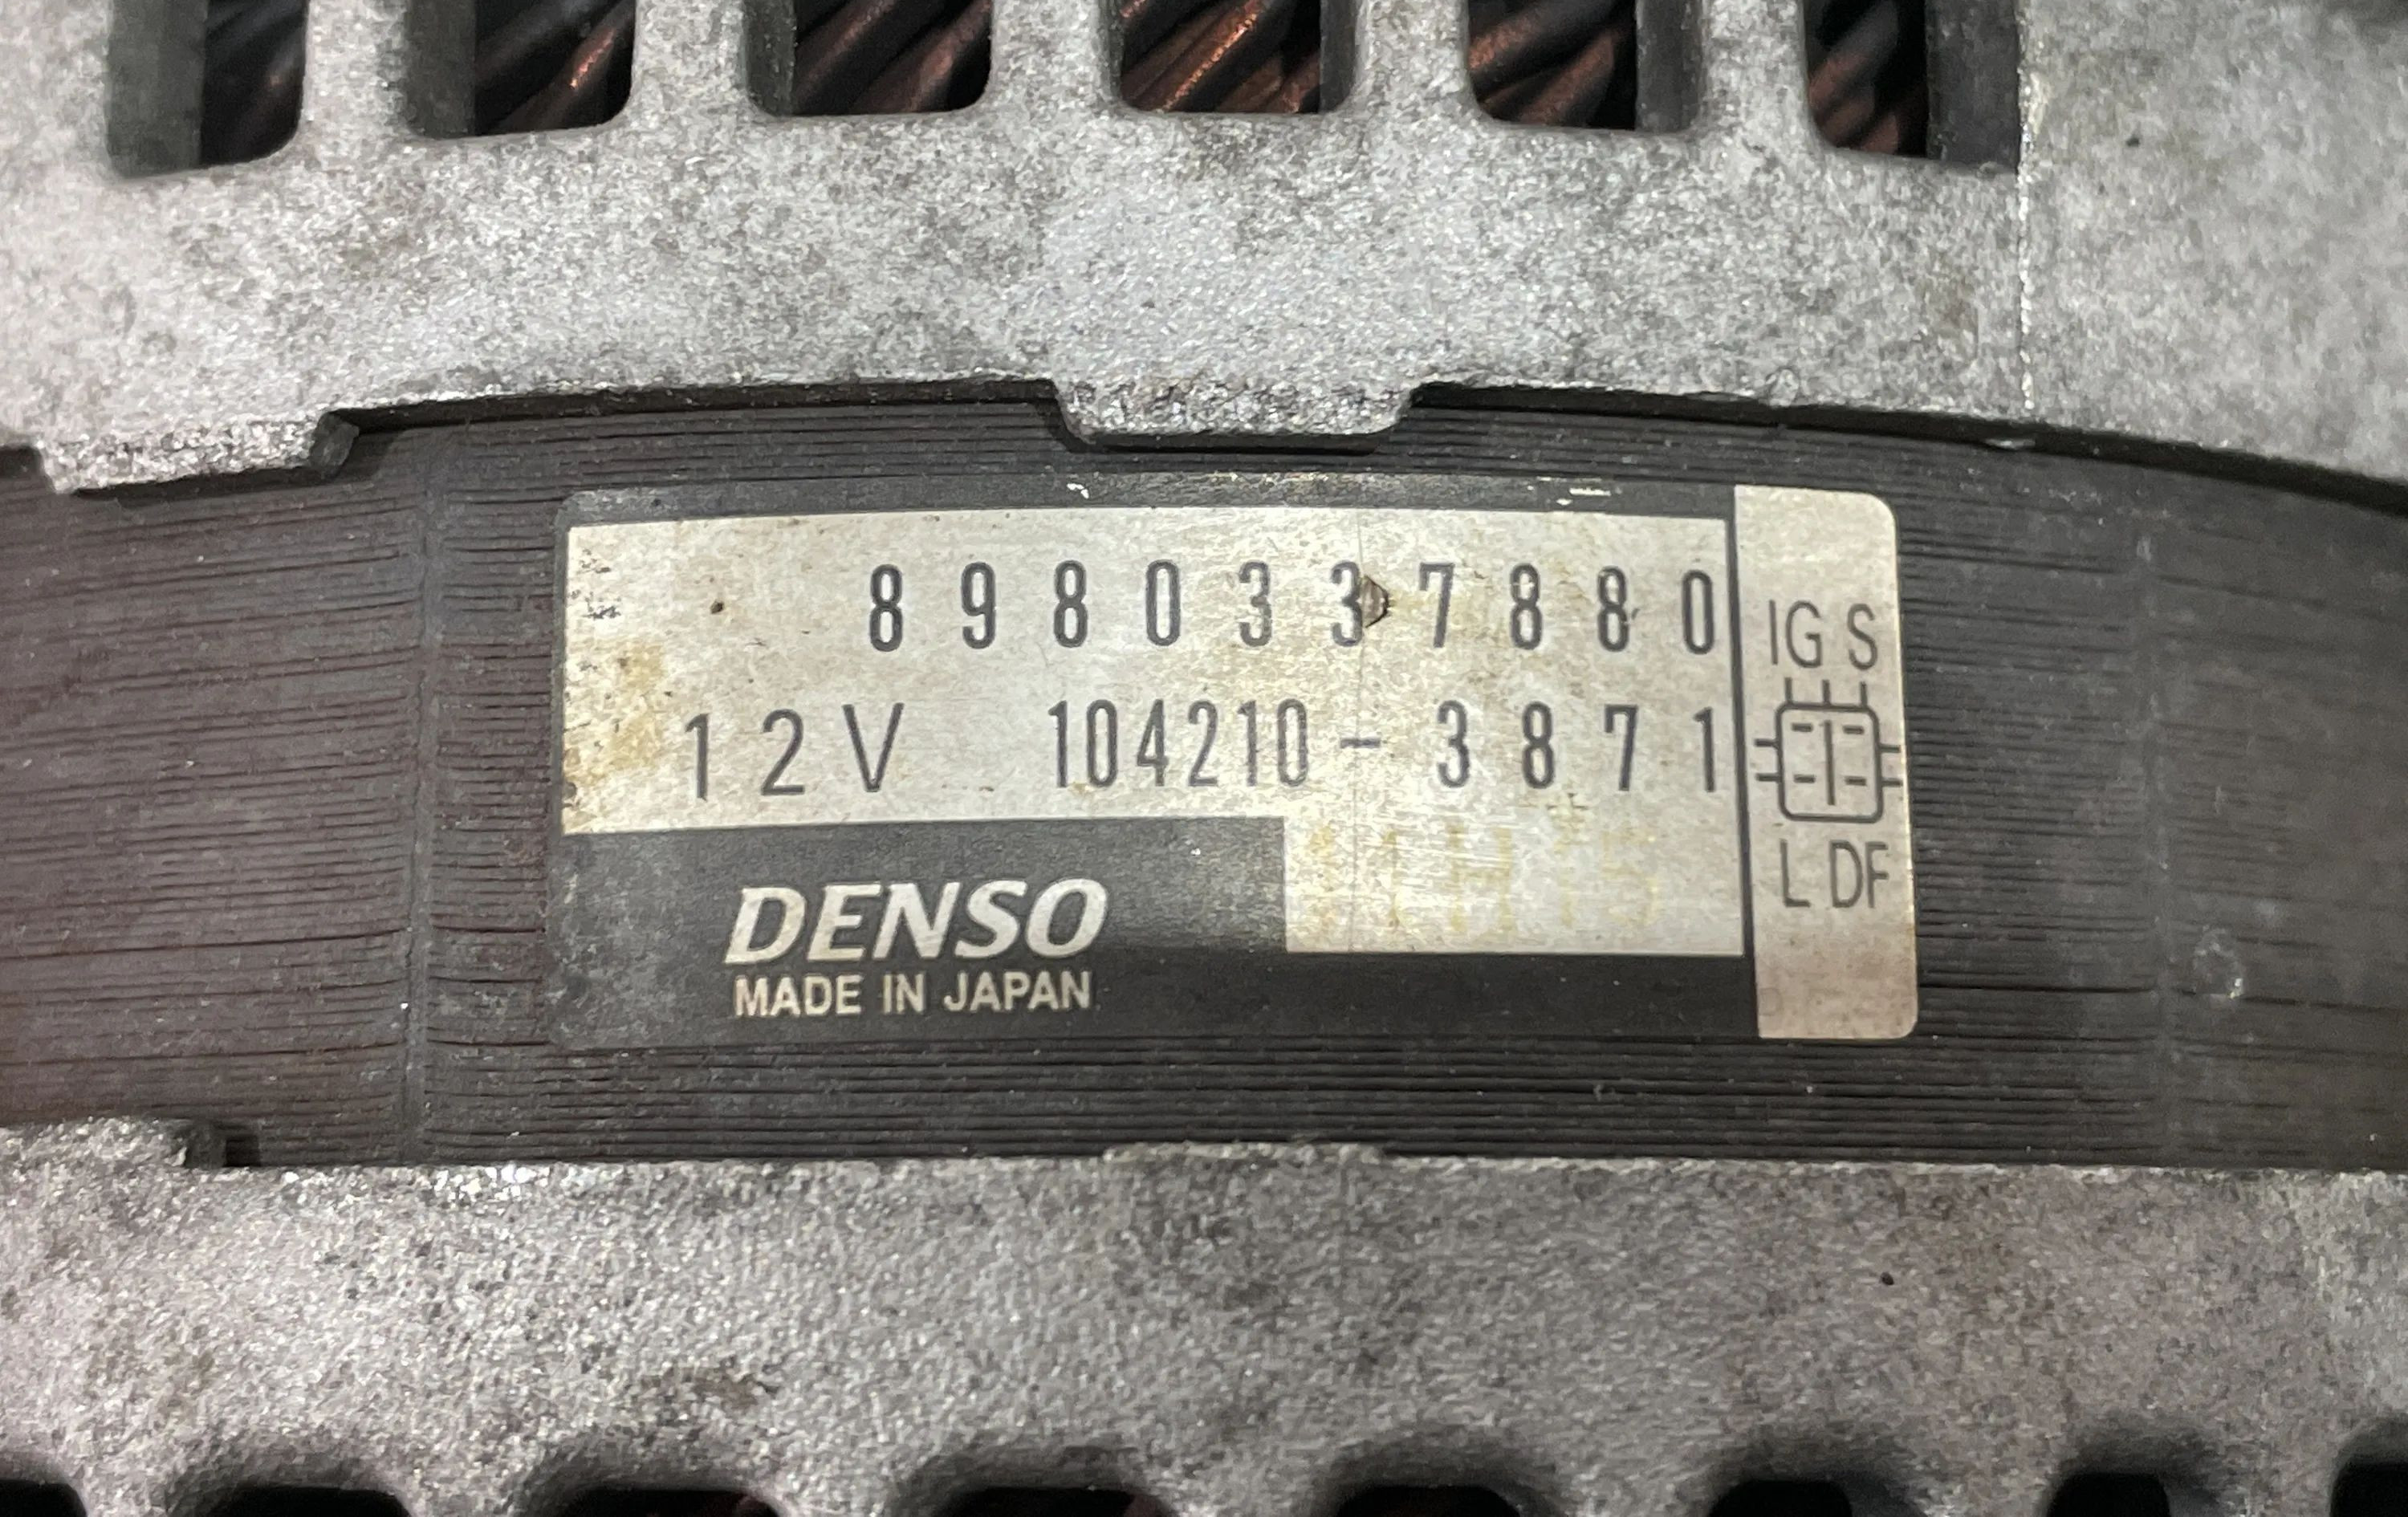 8980337880
12V 104210-3871
DENSO
MADE IN JAPAN
IG S
L DF